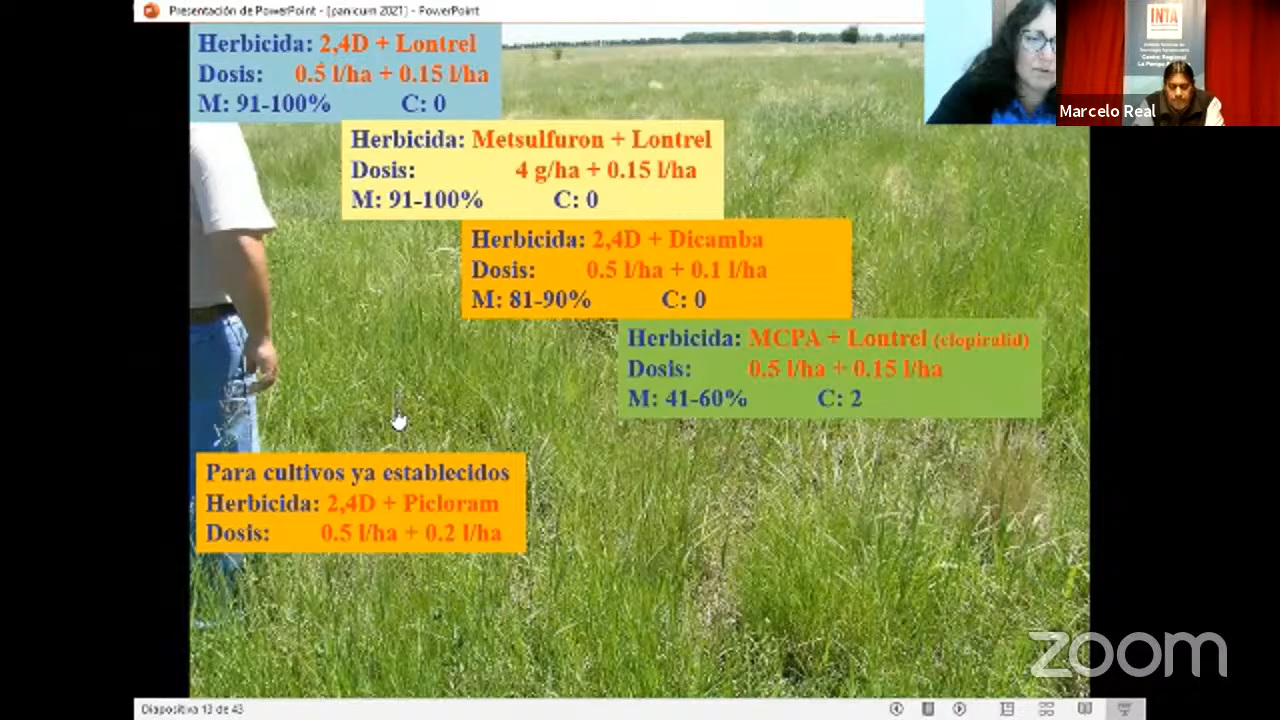 Presentación de PowerPoint - [panicum 2021] - PowerPoint
Herbicida: 2,4D + Lontrel
Dosis: 0.5 l/ha + 0.15 l/ha
M: 91-100% C: 0
Herbicida: Metsulfuron + Lontrel
Dosis: 4 g/ha + 0.15 l/ha
M: 91-100% C: 0
Herbicida: 2,4D + Dicamba
Dosis: 0.5 l/ha + 0.1 l/ha
M: 81-90% C: 0
Herbicida: MCPA + Lontrel (clopiralid)
Dosis: 0.5 l/ha + 0.15 l/ha
M: 41-60% C: 2
Para cultivos ya establecidos
Herbicida: 2,4D + Picloram
Dosis: 0.5 l/ha + 0.2 l/ha
INTA
Centro Regional
Marcelo Real
zoom
Diapositiva 13 de 43